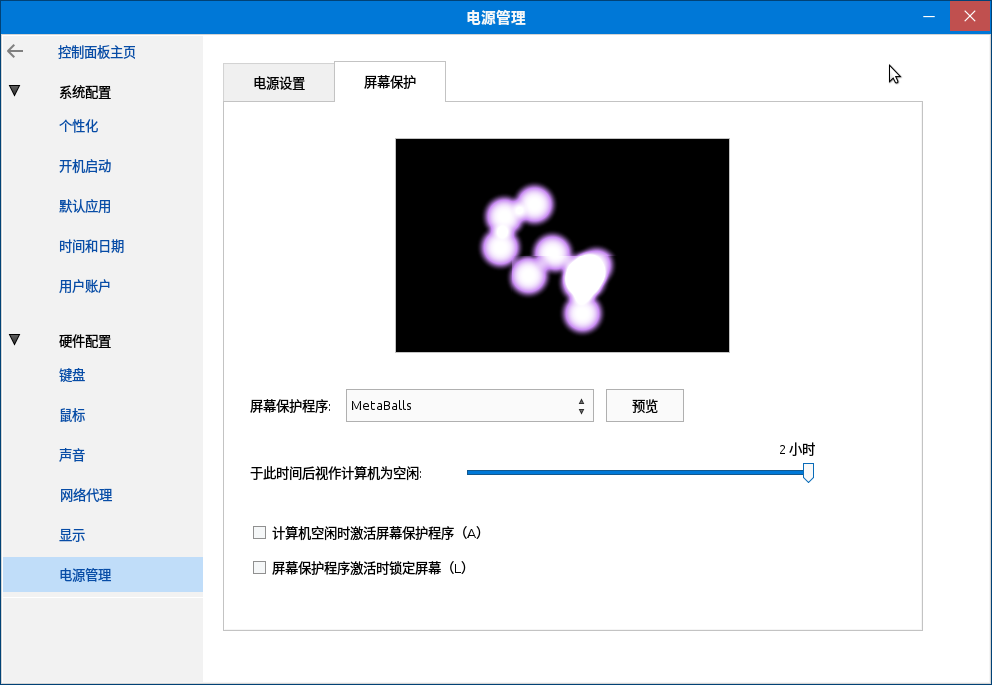 电源管理
控制面板主页
系统配置
个性化
开机启动
默认应用
时间和日期
用户账户
硬件配置
键盘
鼠标
声音
网络代理
显示
电源管理
电源设置
屏幕保护
屏幕保护程序:
MetaBalls
预览
2 小时
于此时间后视作计算机为空闲:
计算机空闲时激活屏幕保护程序（A）
屏幕保护程序激活时锁定屏幕（L）